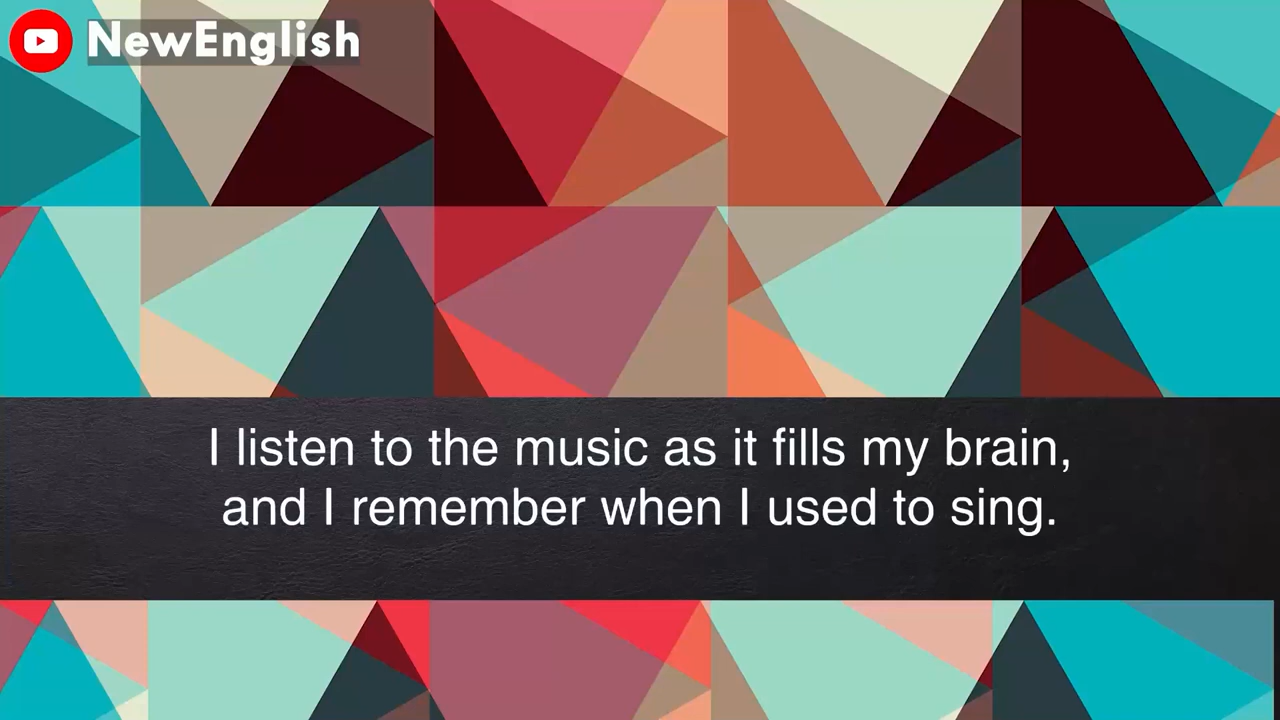 NewEnglish
I listen to the music as it fills my brain,
and I remember when I used to sing.